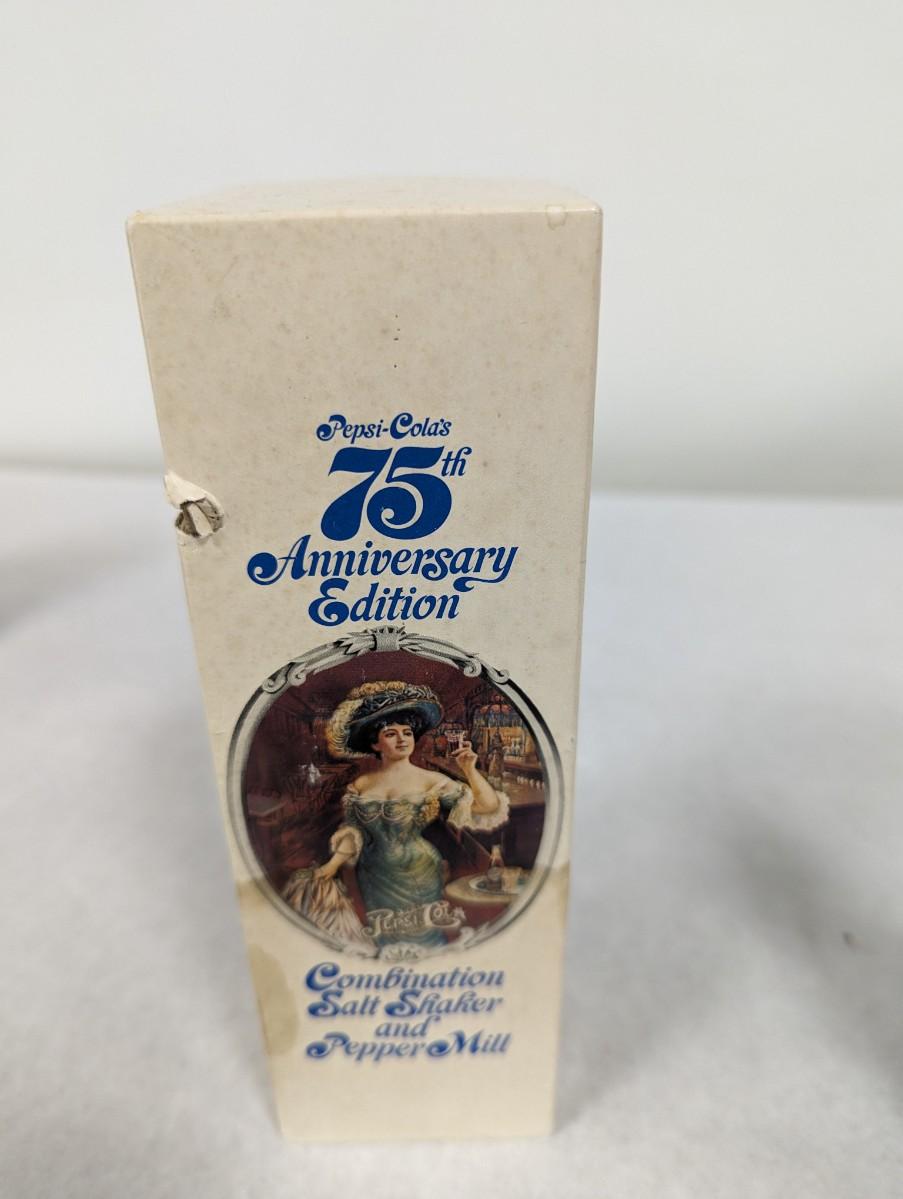 Pepsi-Cola's
75th
Anniversary
Edition
Pepsi Cola
Combination
Salt Shaker
and
Pepper Mill